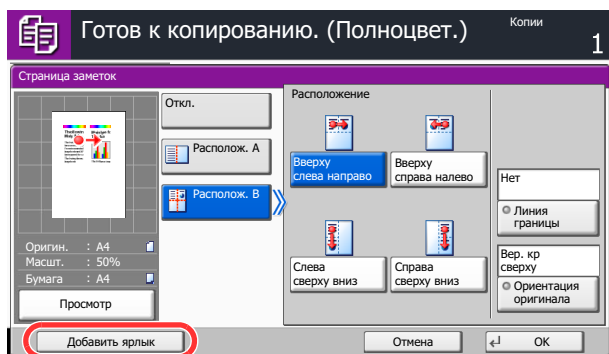 Готов к копированию. (Полноцвет.)
Копии
1
Страница заметок
Откл.
Располож. A
Располож. B
Расположение
Вверху
слева направо
Вверху
справа налево
Слева
сверху вниз
Справа
сверху вниз
Нет
Линия
границы
Вер. кр
сверху
Ориентация
оригинала
Оригин. : A4
Масшт. : 50%
Бумага : A4
Просмотр
Добавить ярлык
Отмена
OK